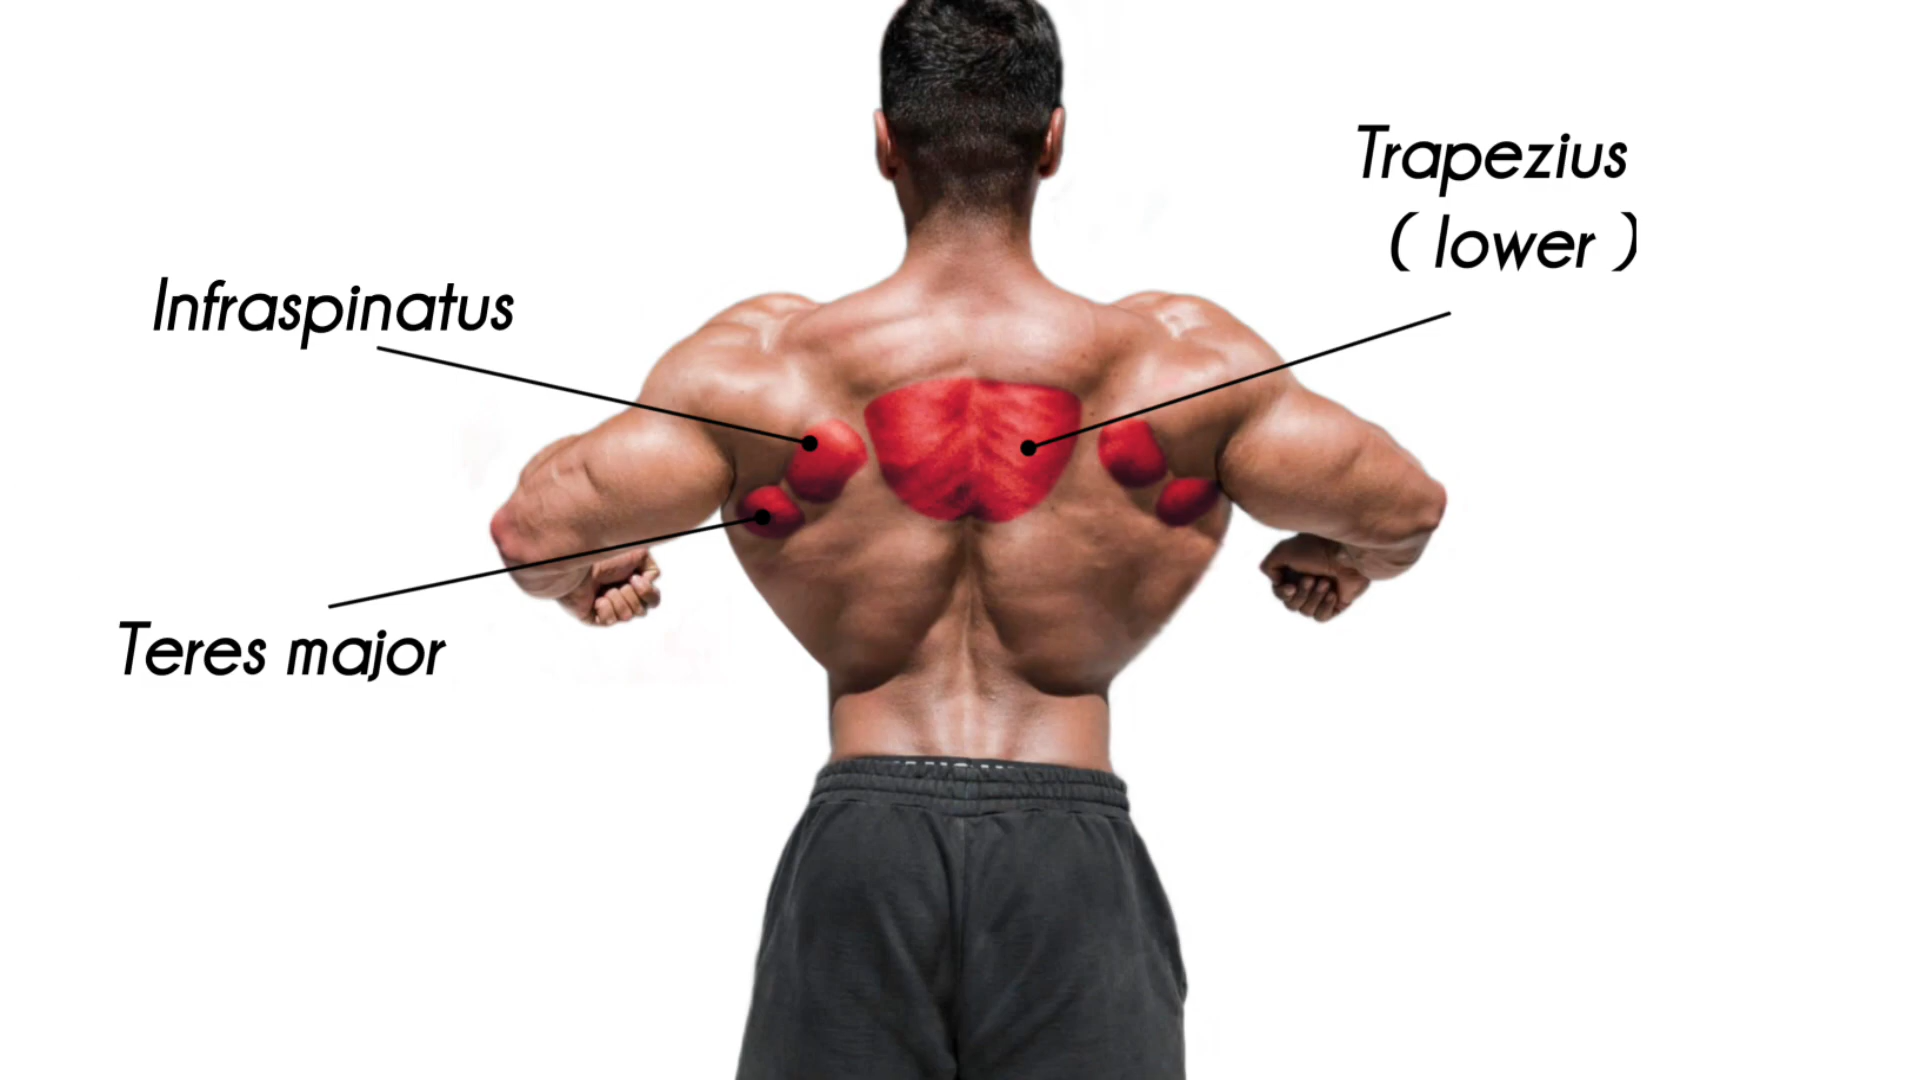 Trapezius
( lower )
Infraspinatus
Teres major